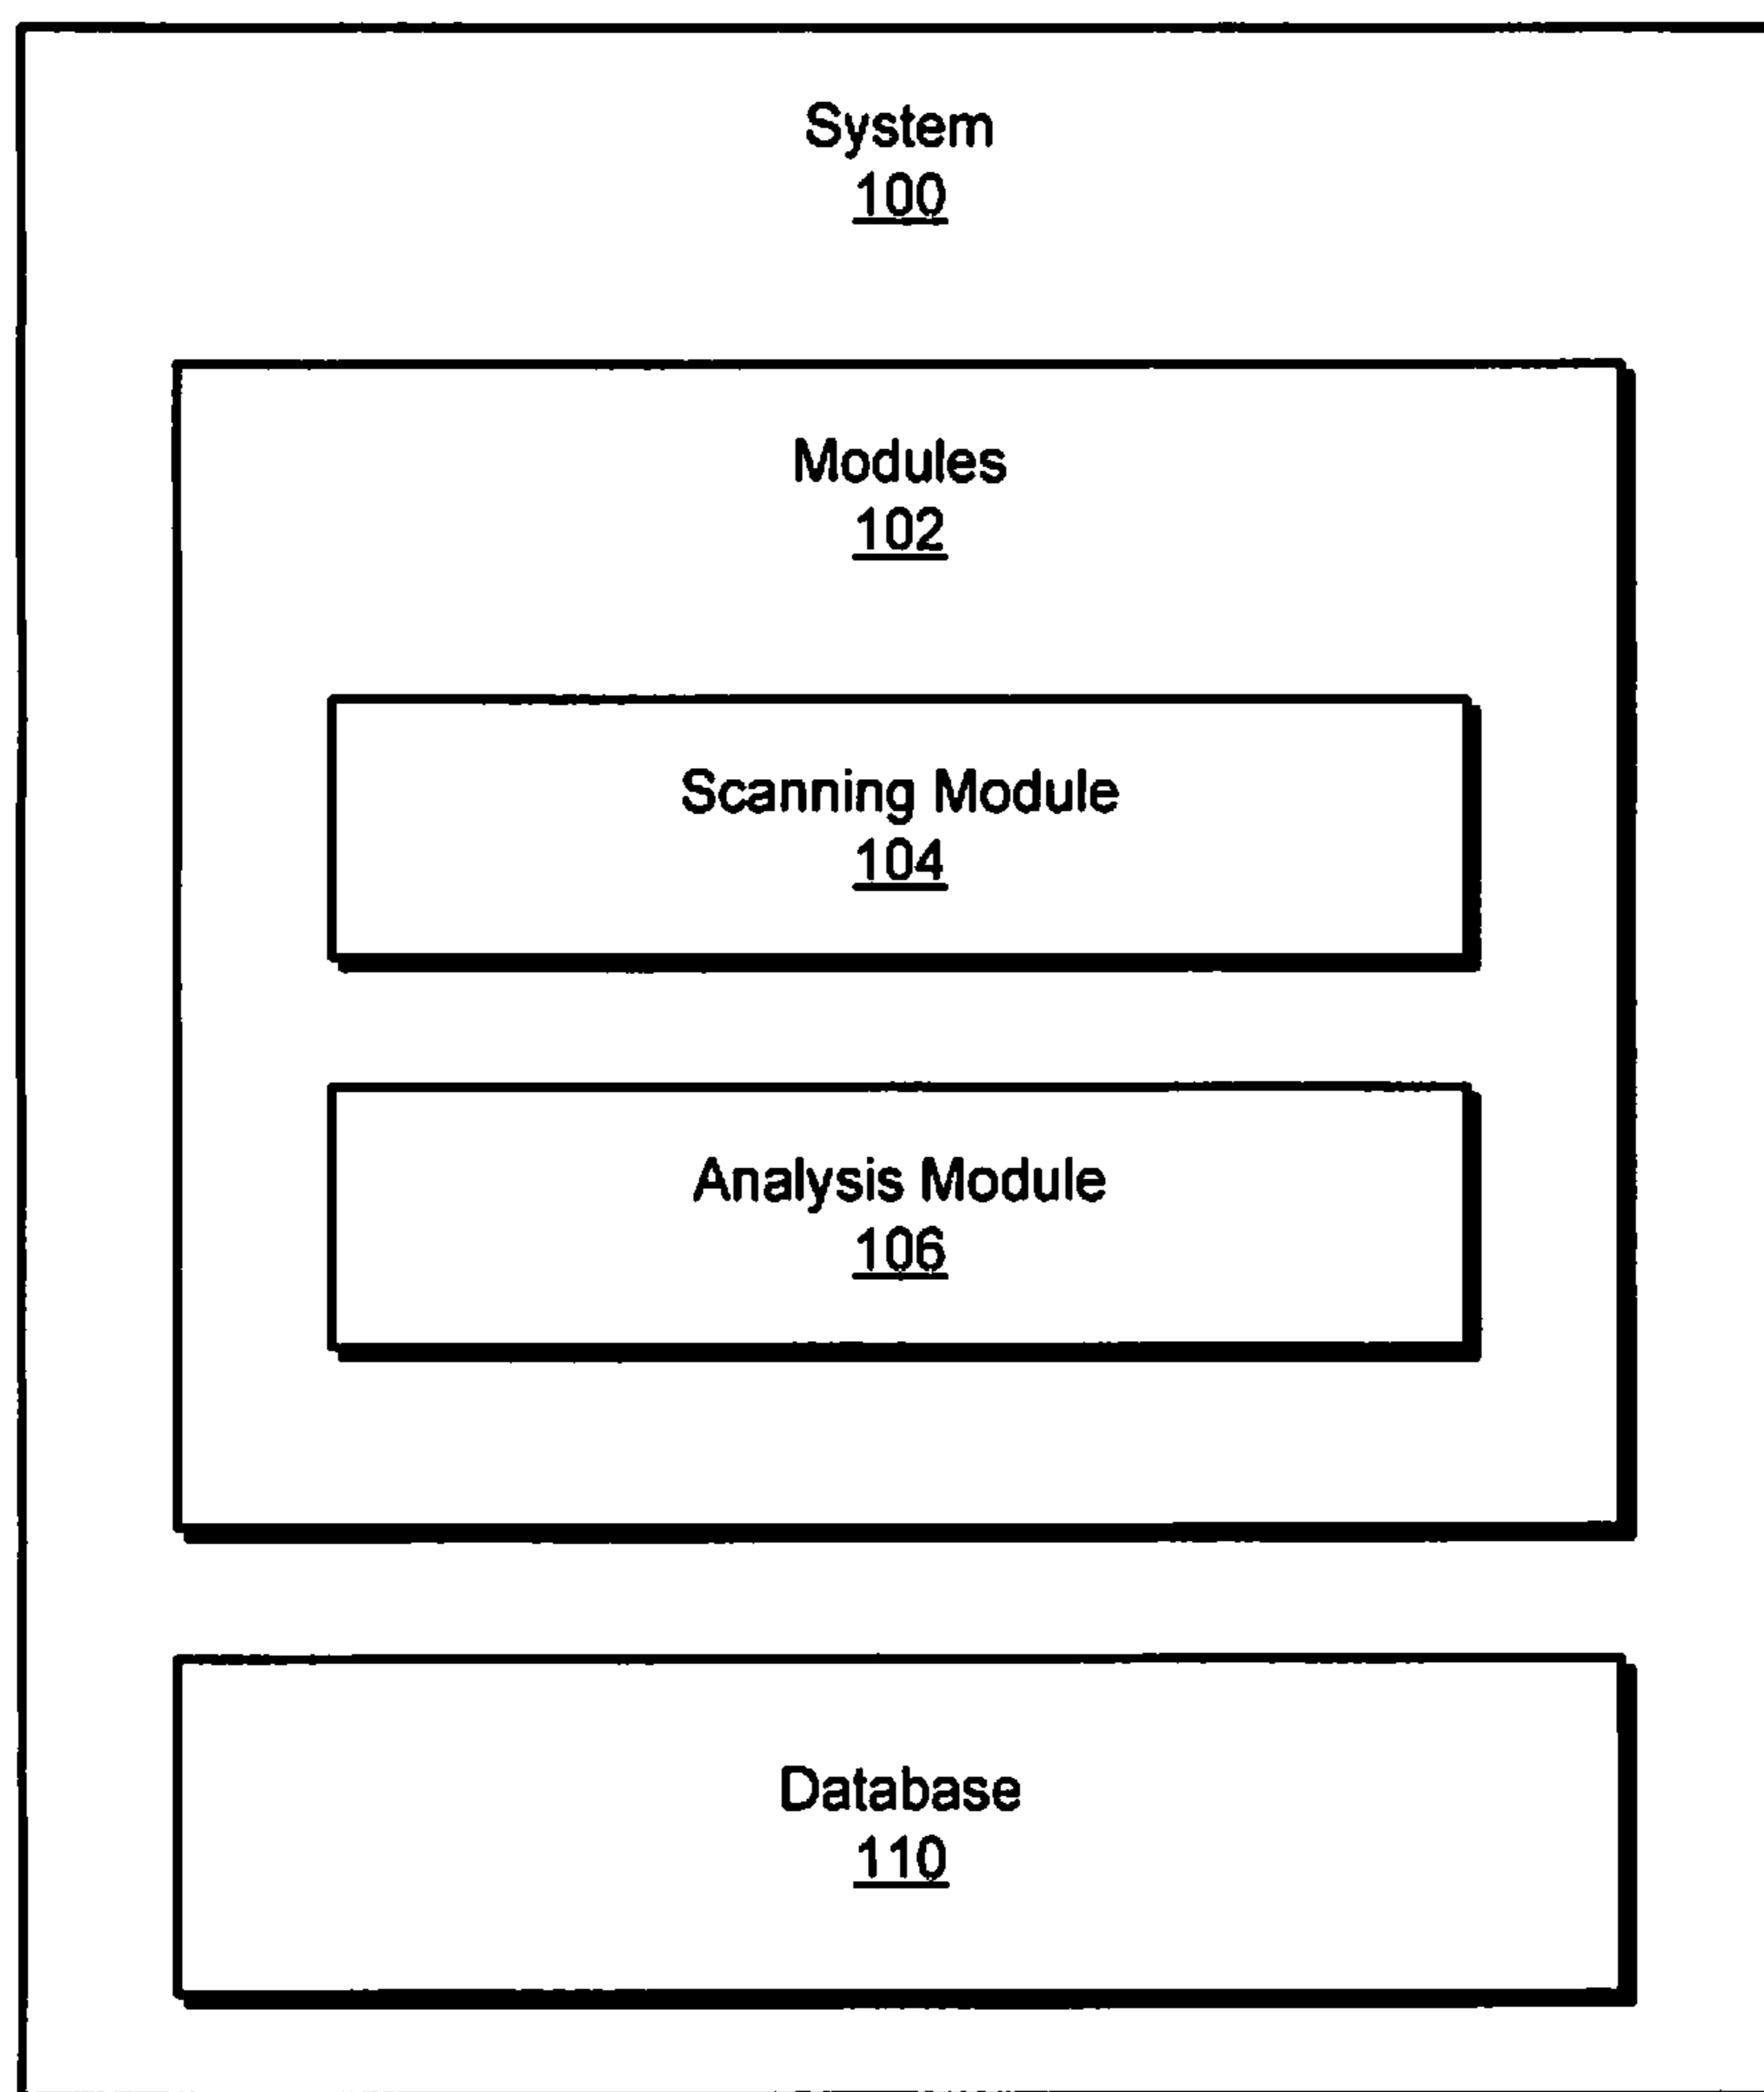 System
100
Modules
102
Scanning Module
104
Analysis Module
106
Database
110